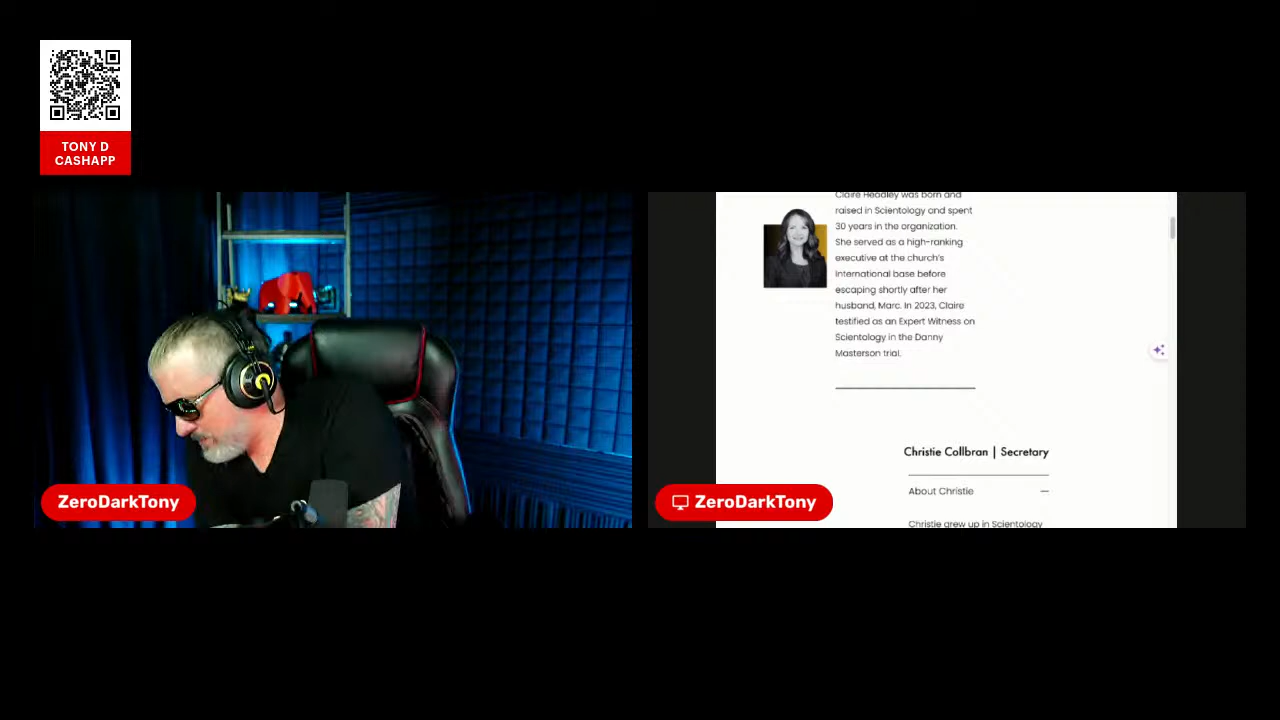 TONY D
CASHAPP
Claire Headley was born and
raised in Scientology and spent
30 years in the organization.
She served as a high-ranking
executive at the church's
International base before
escaping shortly after her
husband, Marc. In 2023, Claire
testified as an Expert Witness on
Scientology in the Danny
Masterson trial.
Christie Collbran | Secretary
About Christie
Christie grew up in Scientology
ZeroDarkTony
ZeroDarkTony